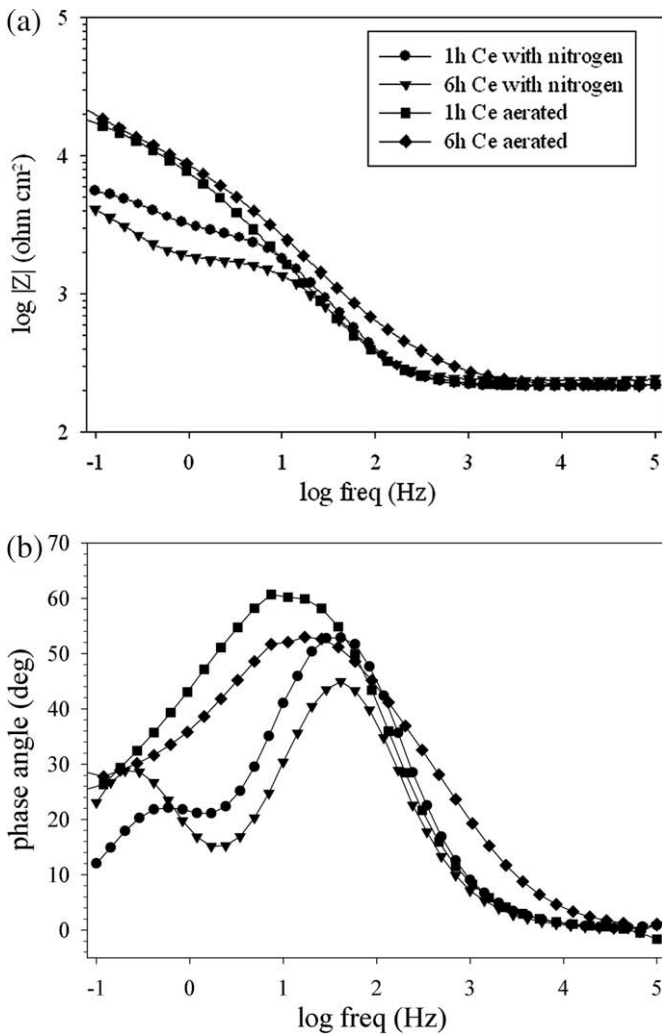 (a)
5
4
3
2
log |Z| (ohm cm²)
1h Ce with nitrogen
6h Ce with nitrogen
1h Ce aerated
6h Ce aerated
-1 0 1 2 3 4 5
log freq (Hz)
(b)
70
60
50
40
30
20
10
0
phase angle (deg)
-1 0 1 2 3 4 5
log freq (Hz)